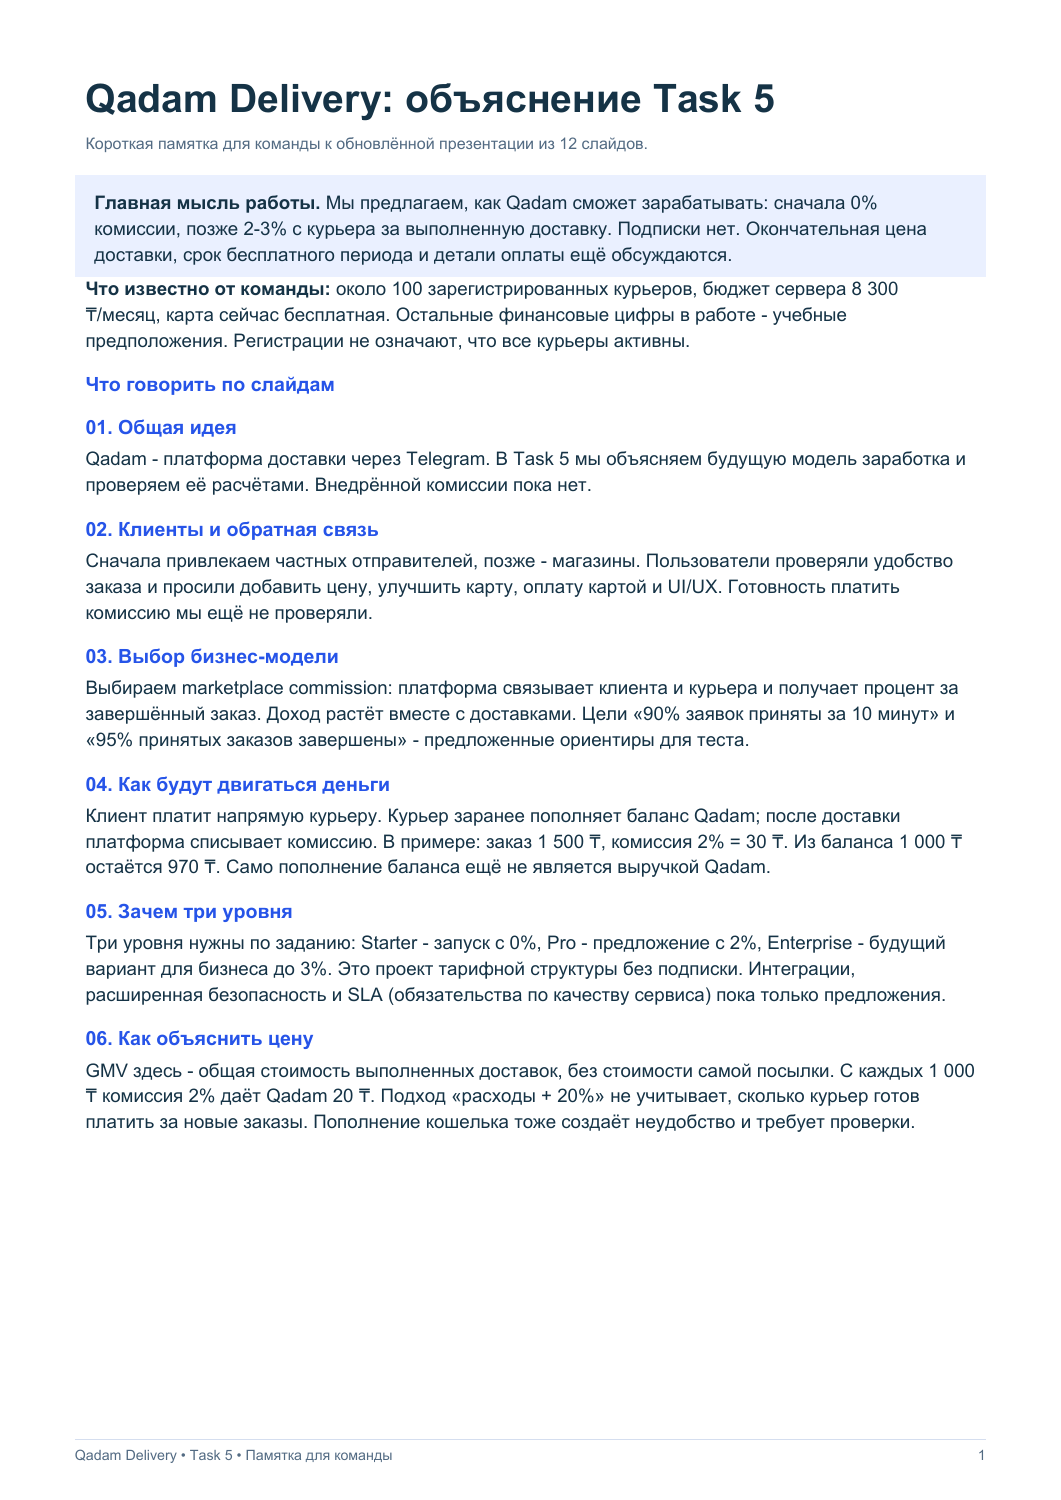 Qadam Delivery: объяснение Task 5
Короткая памятка для команды к обновлённой презентации из 12 слайдов.
Главная мысль работы. Мы предлагаем, как Qadam сможет зарабатывать: сначала 0%
комиссии, позже 2-3% с курьера за выполненную доставку. Подписки нет. Окончательная цена
доставки, срок бесплатного периода и детали оплаты ещё обсуждаются.
Что известно от команды: около 100 зарегистрированных курьеров, бюджет сервера 8 300
₸/месяц, карта сейчас бесплатная. Остальные финансовые цифры в работе - учебные
предположения. Регистрации не означают, что все курьеры активны.
Что говорить по слайдам
01. Общая идея
Qadam - платформа доставки через Telegram. В Task 5 мы объясняем будущую модель заработка и
проверяем её расчётами. Внедрённой комиссии пока нет.
02. Клиенты и обратная связь
Сначала привлекаем частных отправителей, позже - магазины. Пользователи проверяли удобство
заказа и просили добавить цену, улучшить карту, оплату картой и UI/UX. Готовность платить
комиссию мы ещё не проверяли.
03. Выбор бизнес-модели
Выбираем marketplace commission: платформа связывает клиента и курьера и получает процент за
завершённый заказ. Доход растёт вместе с доставками. Цели «90% заявок приняты за 10 минут» и
«95% принятых заказов завершены» - предложенные ориентиры для теста.
04. Как будут двигаться деньги
Клиент платит напрямую курьеру. Курьер заранее пополняет баланс Qadam; после доставки
платформа списывает комиссию. В примере: заказ 1 500 ₸, комиссия 2% = 30 ₸. Из баланса 1 000 ₸
остаётся 970 ₸. Само пополнение баланса ещё не является выручкой Qadam.
05. Зачем три уровня
Три уровня нужны по заданию: Starter - запуск с 0%, Pro - предложение с 2%, Enterprise - будущий
вариант для бизнеса до 3%. Это проект тарифной структуры без подписки. Интеграции,
расширенная безопасность и SLA (обязательства по качеству сервиса) пока только предложения.
06. Как объяснить цену
GMV здесь - общая стоимость выполненных доставок, без стоимости самой посылки. С каждых 1 000
₸ комиссия 2% даёт Qadam 20 ₸. Подход «расходы + 20%» не учитывает, сколько курьер готов
платить за новые заказы. Пополнение кошелька тоже создаёт неудобство и требует проверки.
Qadam Delivery • Task 5 • Памятка для команды
1